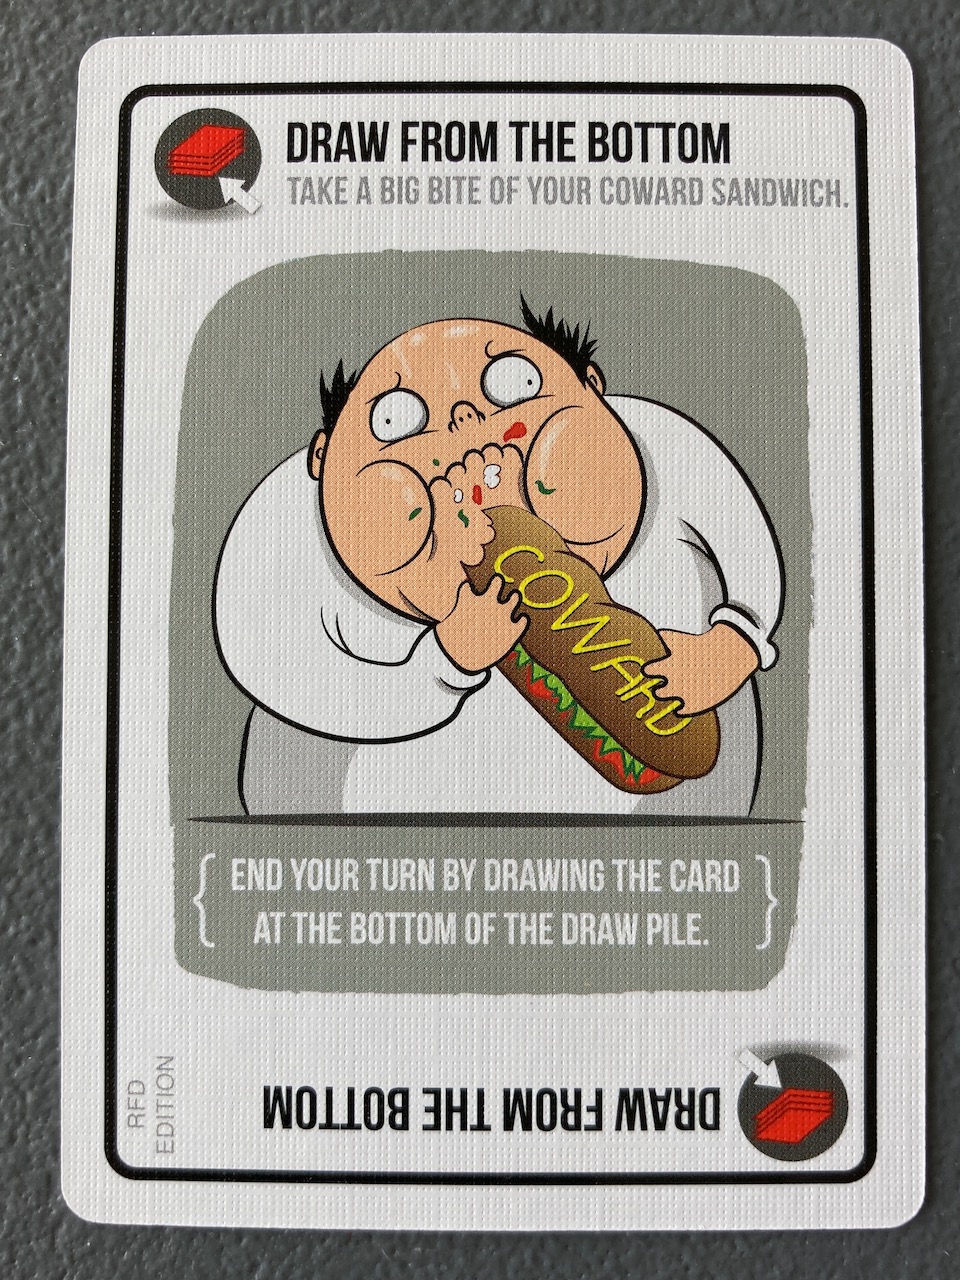 DRAW FROM THE BOTTOM
TAKE A BIG BITE OF YOUR COWARD SANDWICH.
COWARD
{ END YOUR TURN BY DRAWING THE CARD
AT THE BOTTOM OF THE DRAW PILE. }
RFD
EDITION
DRAW FROM THE BOTTOM